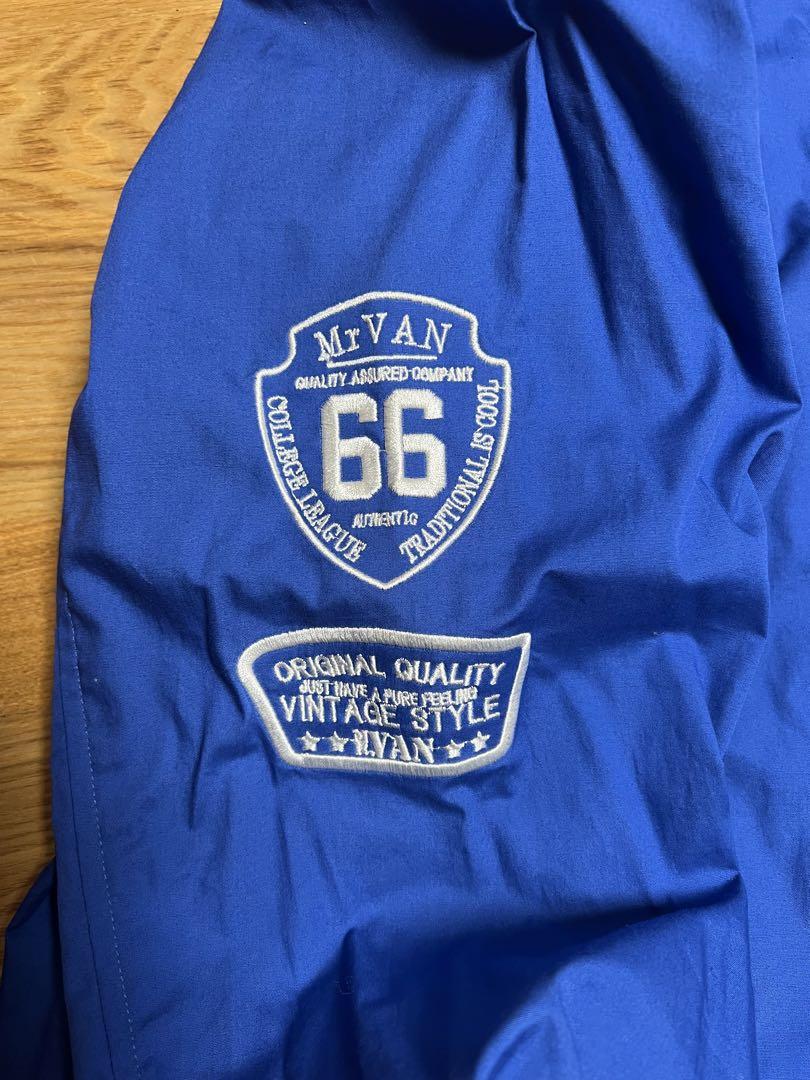 MrVAN
QUALITY ASSURED COMPANY
COLLEGE LEAGUE
66
TRADITIONAL IS COOL
AUTHENTIC
ORIGINAL QUALITY
JUST HAVE A PURE FEELING
VINTAGE STYLE
VAN